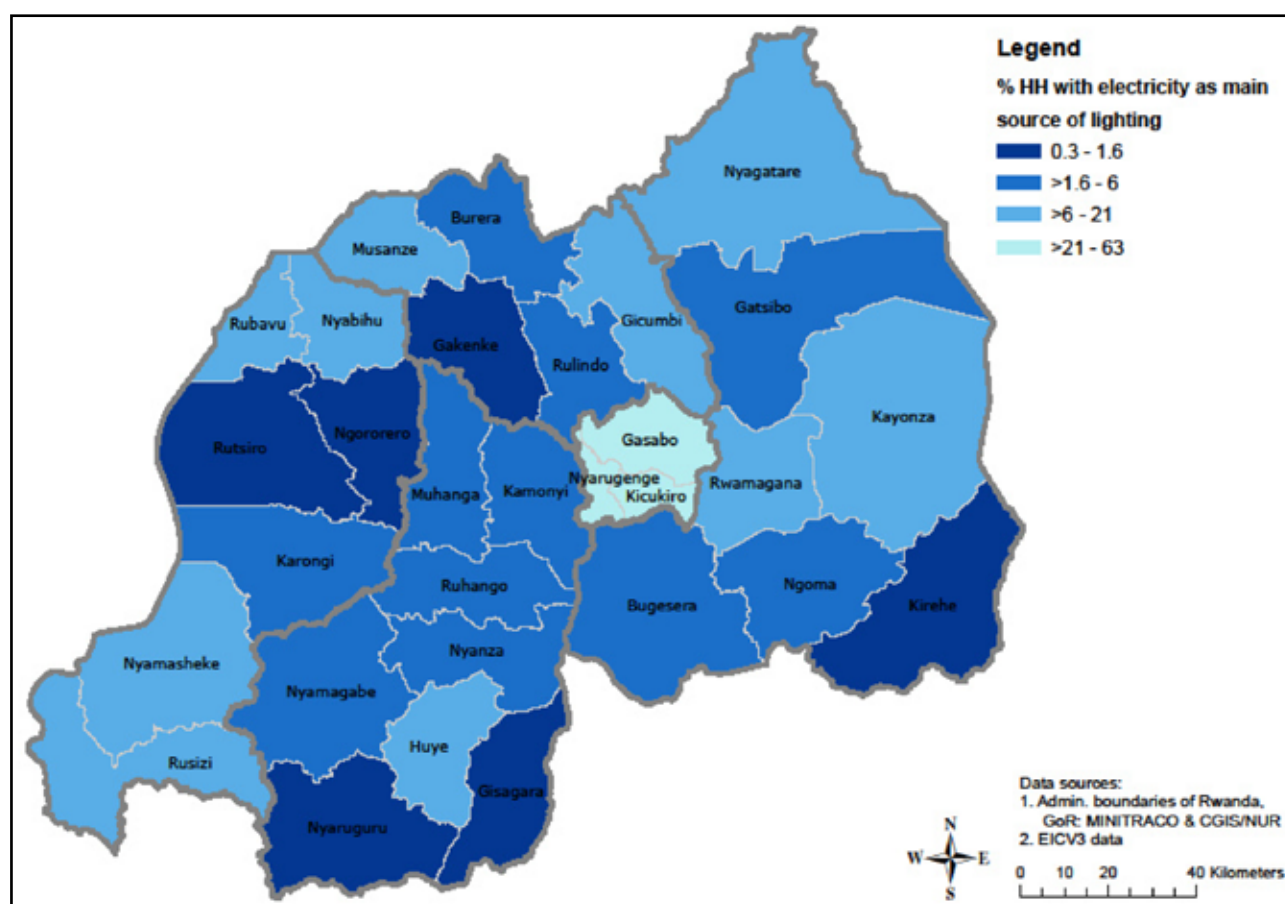 Legend
% HH with electricity as main
source of lighting
0.3 - 1.6
>1.6 - 6
>6 - 21
>21 - 63
Nyagatare
Burera
Musanze
Gatsibo
Rubavu
Nyabihu
Gicumbi
Gakenke
Rulindo
Kayonza
Gasabo
Rutsiro
Ngororero
Nyarugenge
Rwamagana
Muhanga
Kamonyi
Kicukiro
Karongi
Ruhango
Ngoma
Bugesera
Kirehe
Nyamasheke
Nyanza
Nyamagabe
Huye
Rusizi
Gisagara
Nyaruguru
Data sources:
1. Admin. boundaries of Rwanda,
GoR: MINITRACO & CGIS/NUR
2. EICV3 data
N
W E
S
0 10 20 40 Kilometers